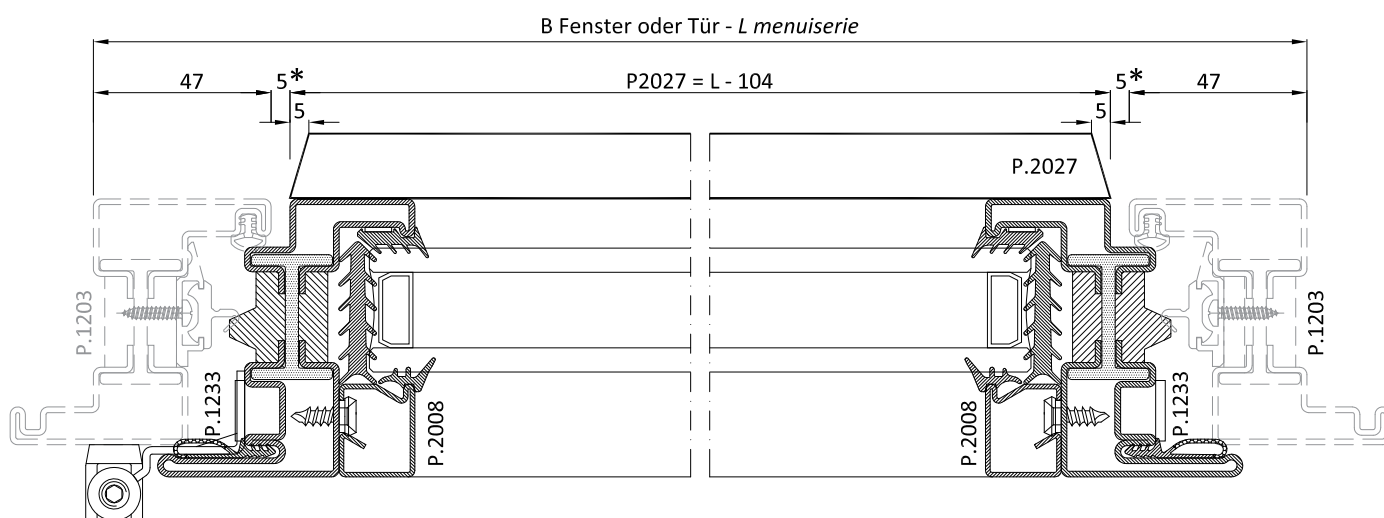 B Fenster oder Tür - L menuiserie
47 5* P2027 = L - 104 5* 47
5 5
P.2027
P.1203 P.1203
P.1233 P.2008 P.2008 P.1233